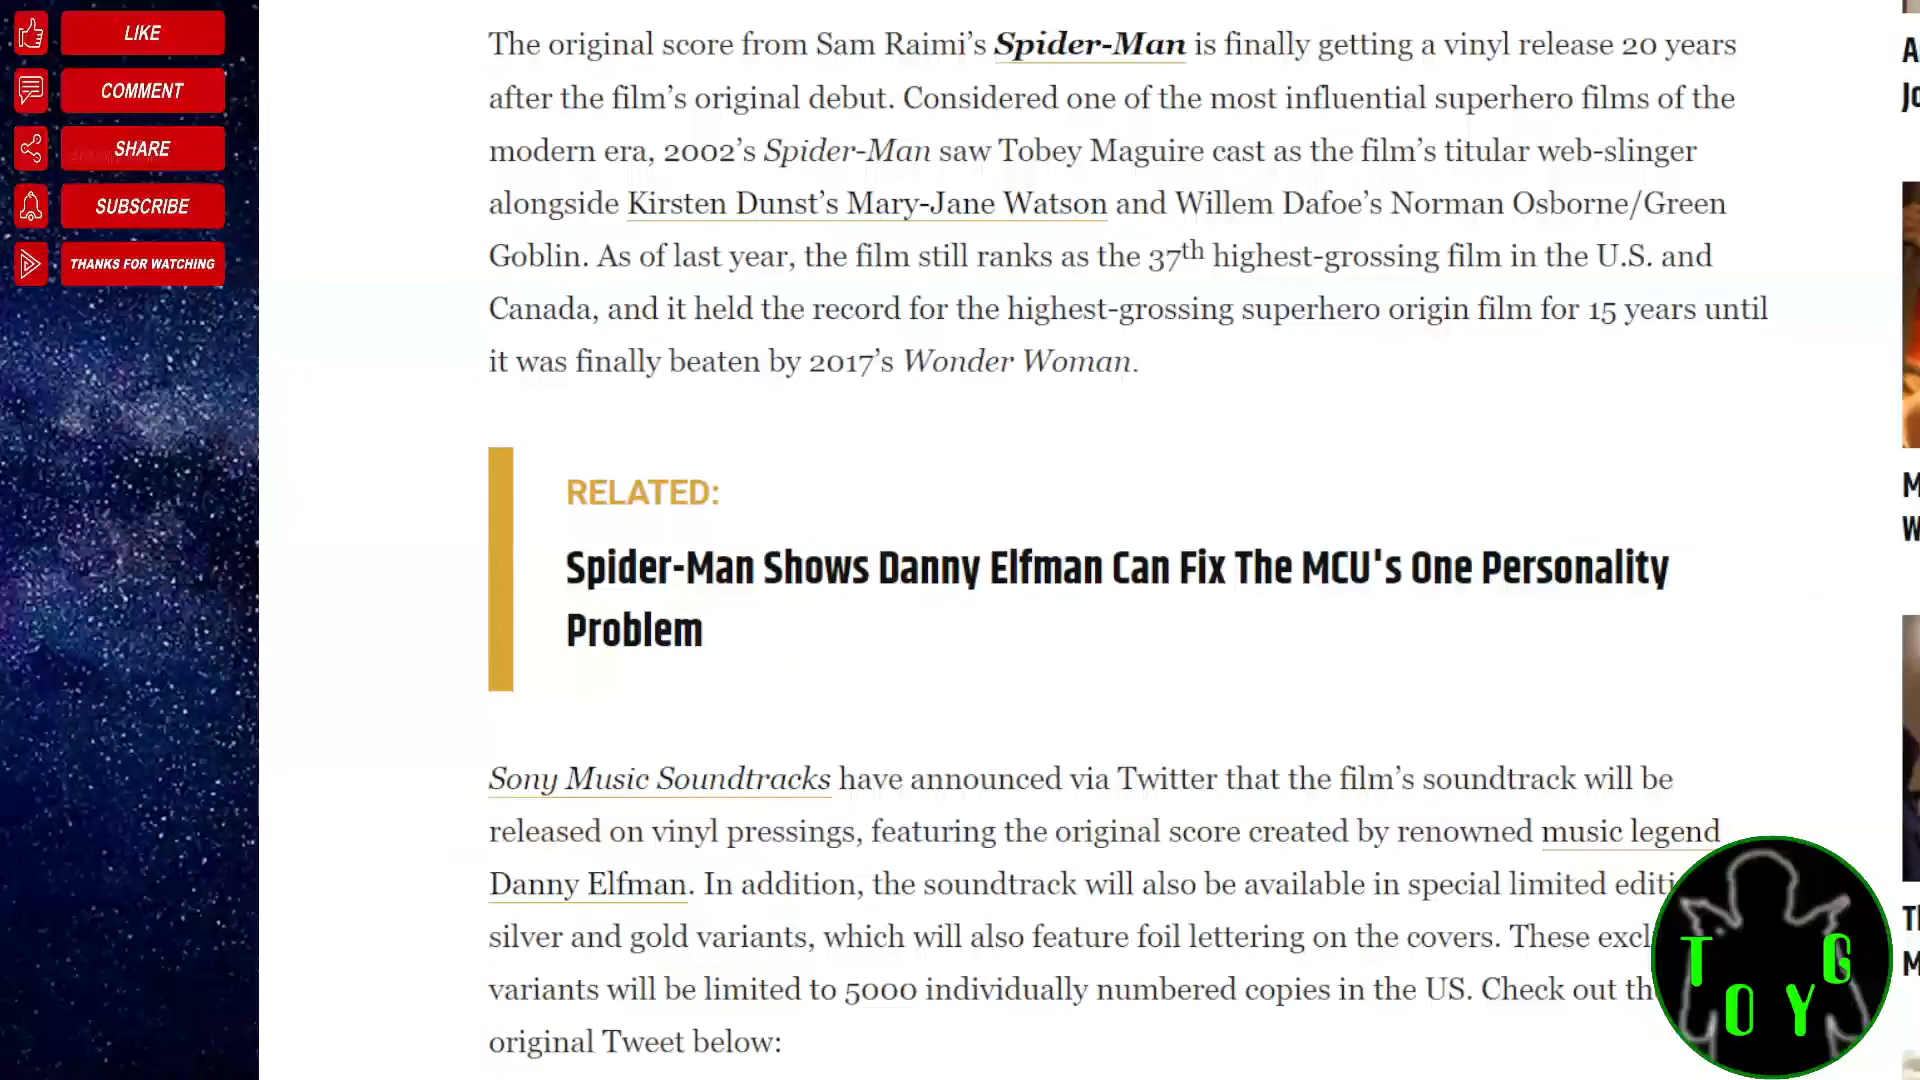 LIKE
COMMENT
SHARE
SUBSCRIBE
THANKS FOR WATCHING
The original score from Sam Raimi’s Spider-Man is finally getting a vinyl release 20 years
after the film’s original debut. Considered one of the most influential superhero films of the
modern era, 2002’s Spider-Man saw Tobey Maguire cast as the film’s titular web-slinger
alongside Kirsten Dunst’s Mary-Jane Watson and Willem Dafoe’s Norman Osborne/Green
Goblin. As of last year, the film still ranks as the 37th highest-grossing film in the U.S. and
Canada, and it held the record for the highest-grossing superhero origin film for 15 years until
it was finally beaten by 2017’s Wonder Woman.
RELATED:
Spider-Man Shows Danny Elfman Can Fix The MCU's One Personality
Problem
Sony Music Soundtracks have announced via Twitter that the film’s soundtrack will be
released on vinyl pressings, featuring the original score created by renowned music legend
Danny Elfman. In addition, the soundtrack will also be available in special limited
silver and gold variants, which will also feature foil lettering on the covers. These
variants will be limited to 5000 individually numbered copies in the US. Check out
original Tweet below:
TOYG